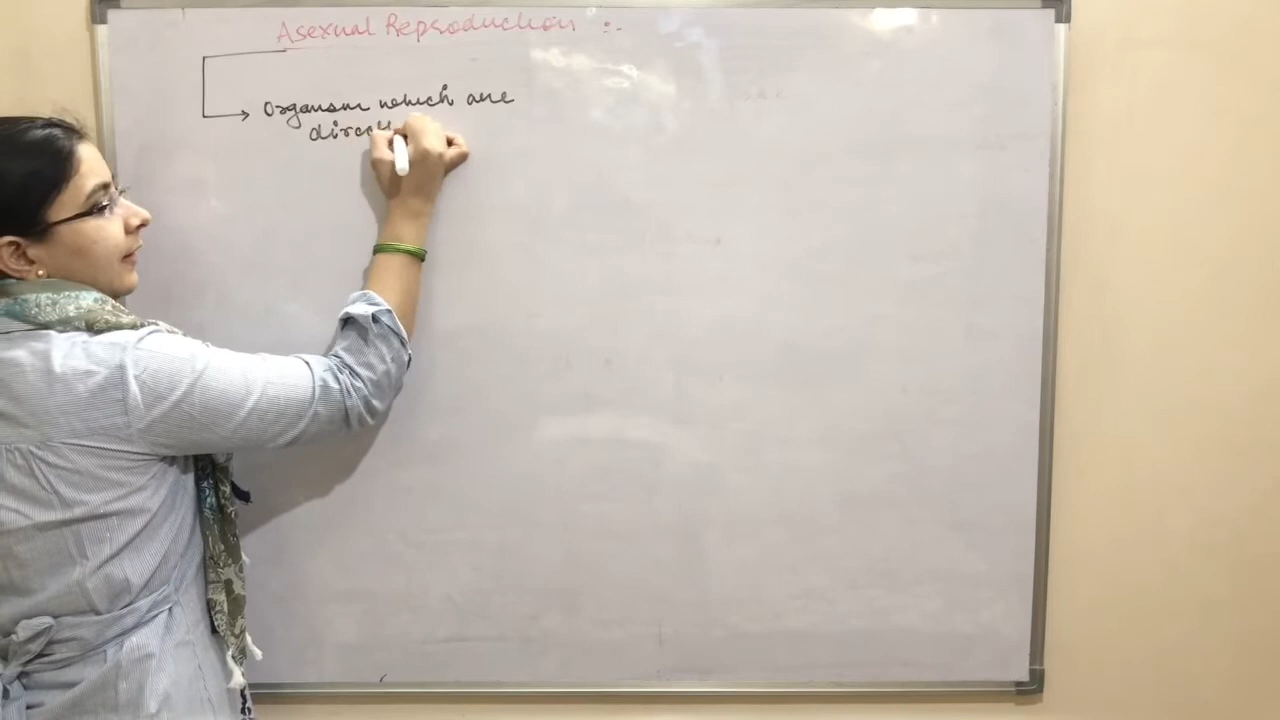 Asexual Reproduction :-
Organism which are